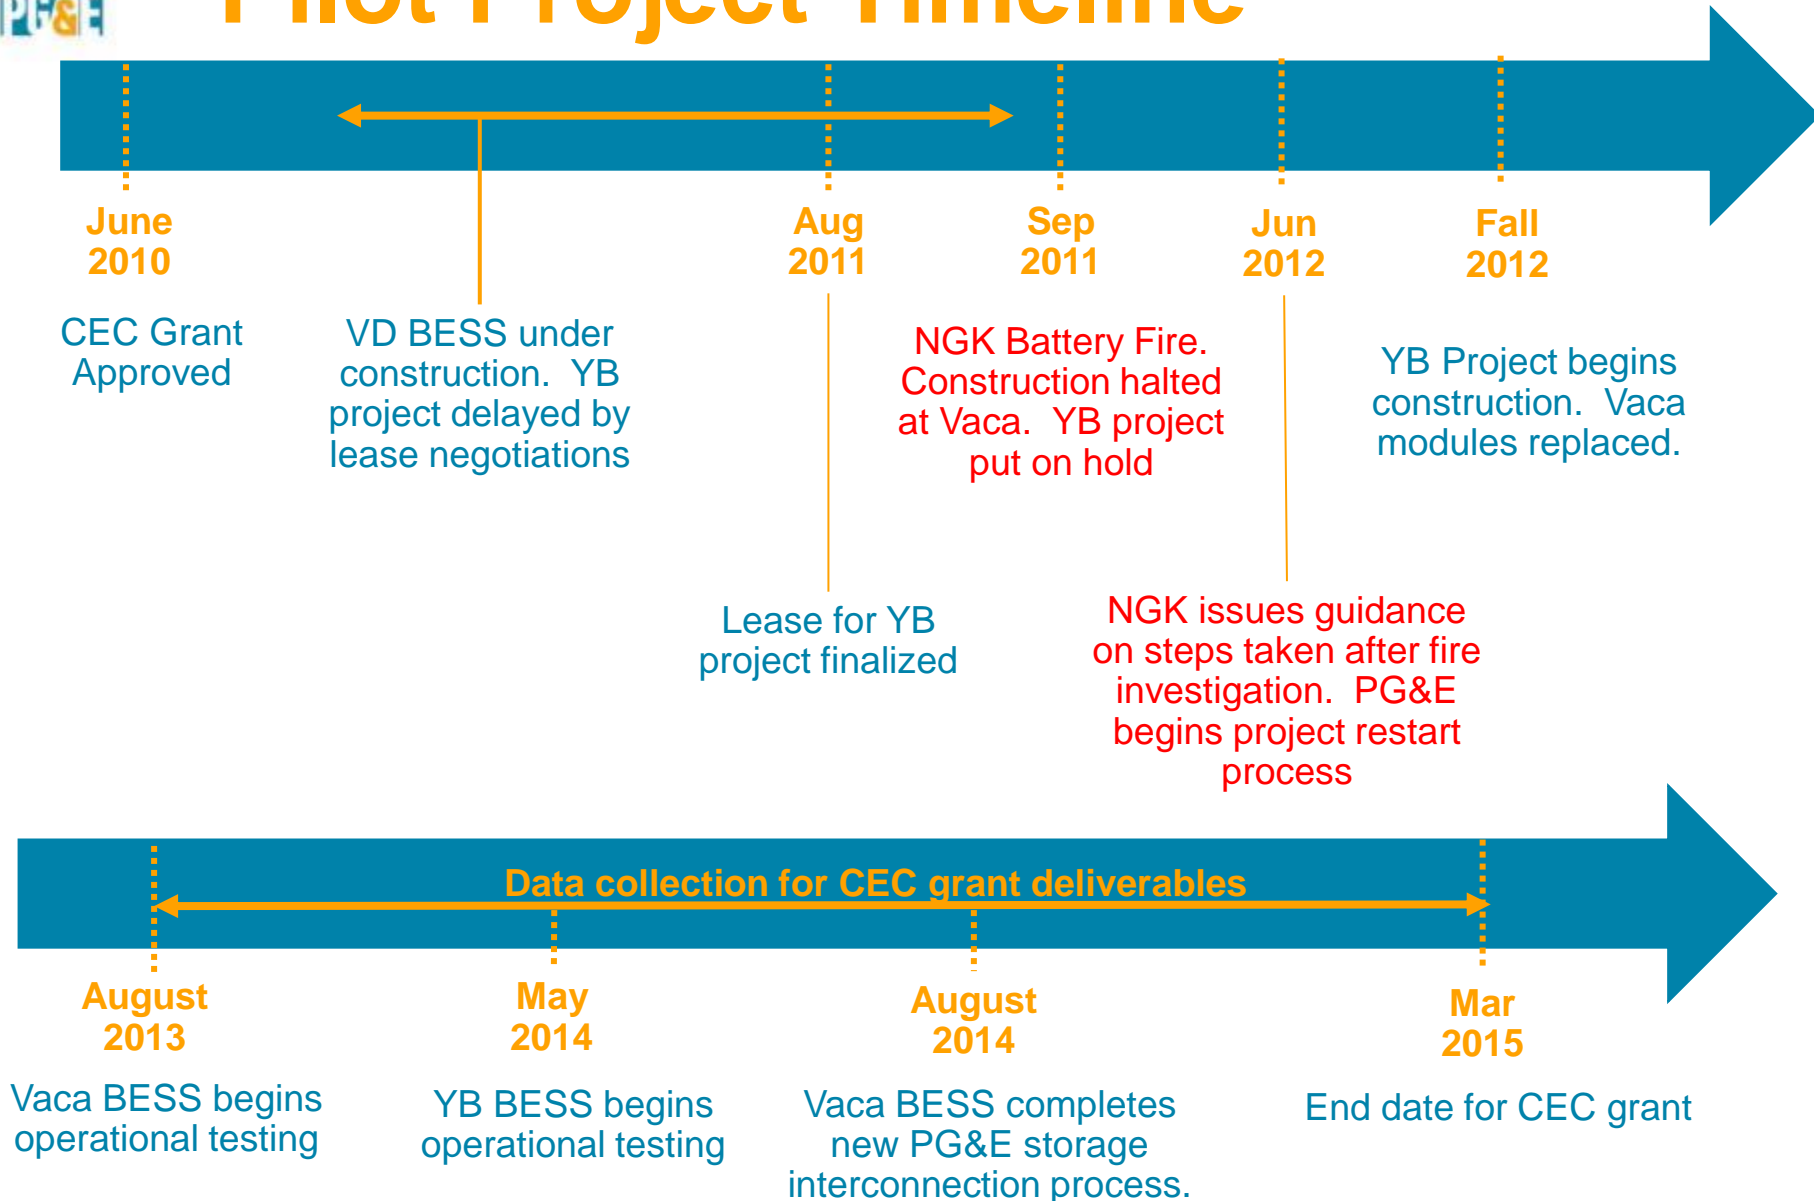 PG&E
Pilot Project Timeline
June
2010
Aug
2011
Sep
2011
Jun
2012
Fall
2012
CEC Grant
Approved
VD BESS under
construction.  YB
project delayed by
lease negotiations
NGK Battery Fire.
Construction halted
at Vaca.  YB project
put on hold
YB Project begins
construction.  Vaca
modules replaced.
Lease for YB
project finalized
NGK issues guidance
on steps taken after fire
investigation.  PG&E
begins project restart
process
Data collection for CEC grant deliverables
August
2013
May
2014
August
2014
Mar
2015
Vaca BESS begins
operational testing
YB BESS begins
operational testing
Vaca BESS completes
new PG&E storage
interconnection process.
End date for CEC grant